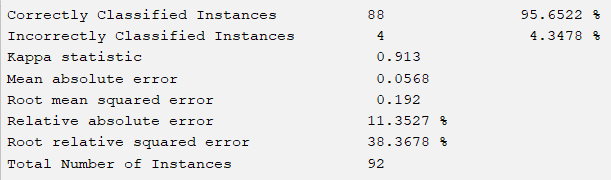 Correctly Classified Instances 88 95.6522 %
Incorrectly Classified Instances 4 4.3478 %
Kappa statistic 0.913
Mean absolute error 0.0568
Root mean squared error 0.192
Relative absolute error 11.3527 %
Root relative squared error 38.3678 %
Total Number of Instances 92